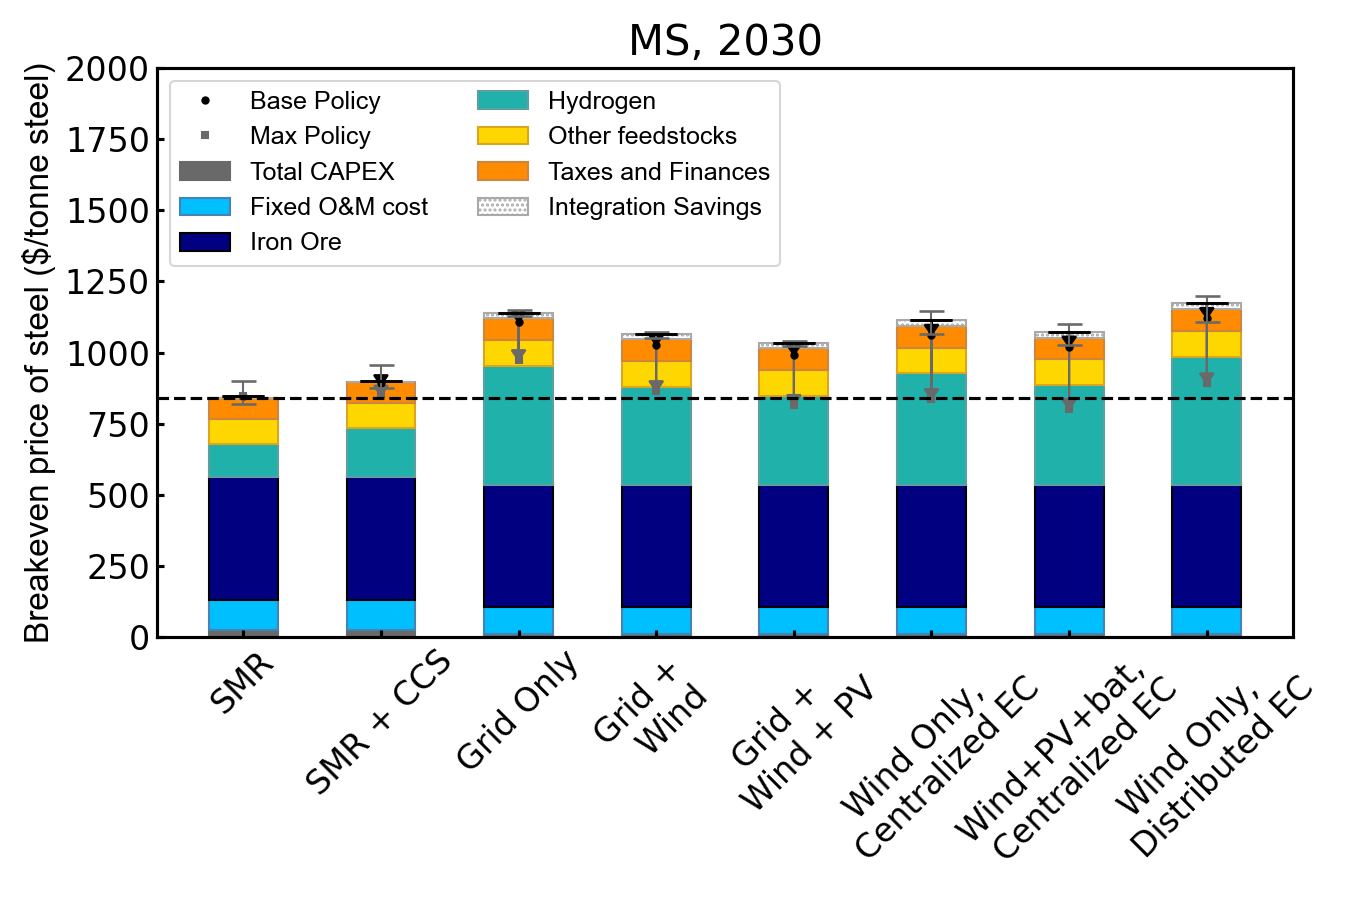 MS, 2030
Breakeven price of steel ($/tonne steel)
2000
1750
1500
1250
1000
750
500
250
0
Base Policy
Max Policy
Total CAPEX
Fixed O&M cost
Iron Ore
Hydrogen
Other feedstocks
Taxes and Finances
Integration Savings
SMR
SMR + CCS
Grid Only
Grid +
Wind
Grid +
Wind + PV
Wind Only,
Centralized EC
Wind+PV+bat,
Centralized EC
Wind Only,
Distributed EC